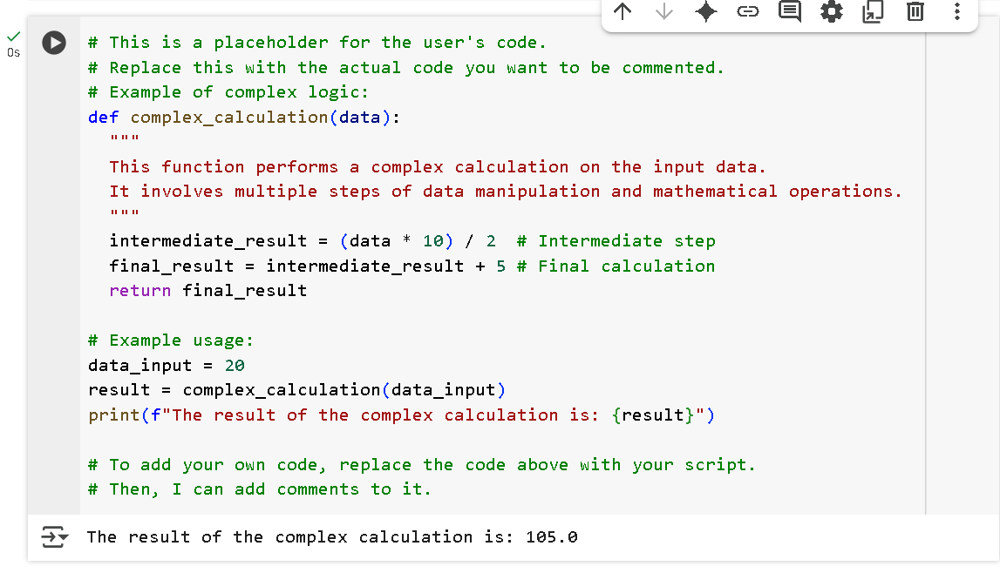 0s
# This is a placeholder for the user's code.
# Replace this with the actual code you want to be commented.
# Example of complex logic:
def complex_calculation(data):
  """
  This function performs a complex calculation on the input data.
  It involves multiple steps of data manipulation and mathematical operations.
  """
  intermediate_result = (data * 10) / 2  # Intermediate step
  final_result = intermediate_result + 5 # Final calculation
  return final_result

# Example usage:
data_input = 20
result = complex_calculation(data_input)
print(f"The result of the complex calculation is: {result}")

# To add your own code, replace the code above with your script.
# Then, I can add comments to it.
The result of the complex calculation is: 105.0